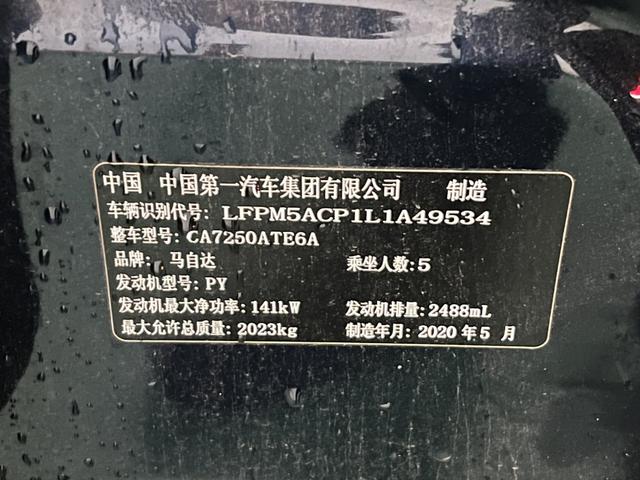 中国 中国第一汽车集团有限公司 制造
车辆识别代号: LFPM5ACP1L1A49534
整车型号: CA7250ATE6A
品牌: 马自达 乘坐人数: 5
发动机型号: PY
发动机最大净功率: 141kW 发动机排量: 2488mL
最大允许总质量: 2023kg 制造年月: 2020 年 5 月